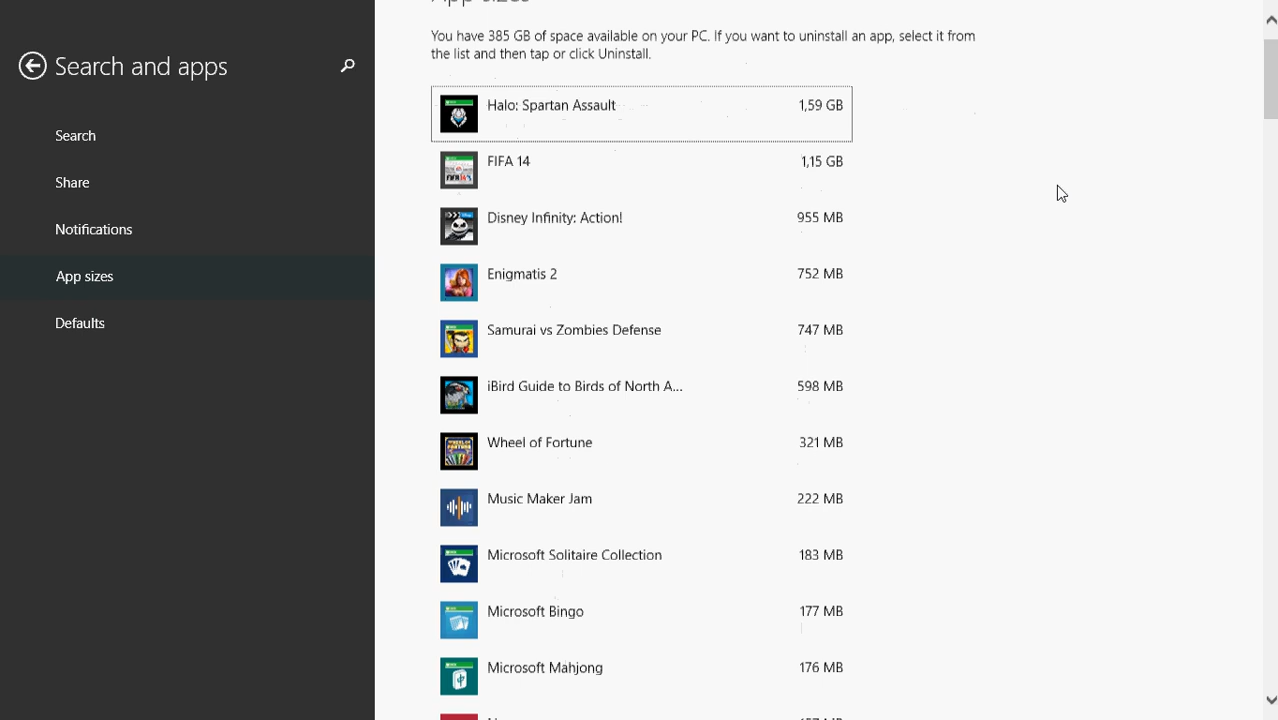 Search and apps
Search
Share
Notifications
App sizes
Defaults
You have 385 GB of space available on your PC. If you want to uninstall an app, select it from
the list and then tap or click Uninstall.
Halo: Spartan Assault 1,59 GB
FIFA 14 1,15 GB
Disney Infinity: Action! 955 MB
Enigmatis 2 752 MB
Samurai vs Zombies Defense 747 MB
iBird Guide to Birds of North A... 598 MB
Wheel of Fortune 321 MB
Music Maker Jam 222 MB
Microsoft Solitaire Collection 183 MB
Microsoft Bingo 177 MB
Microsoft Mahjong 176 MB